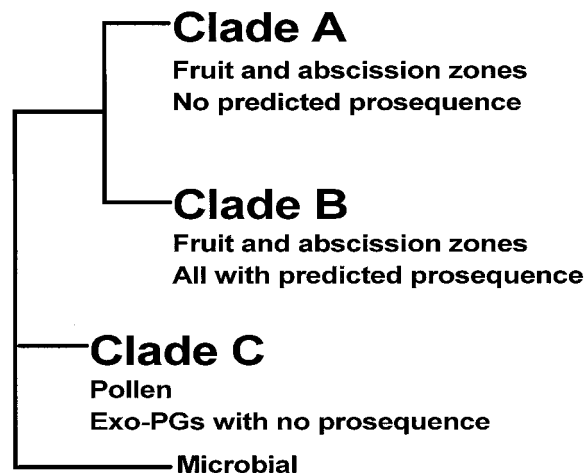 Clade A
Fruit and abscission zones
No predicted prosequence
Clade B
Fruit and abscission zones
All with predicted prosequence
Clade C
Pollen
Exo-PGs with no prosequence
Microbial